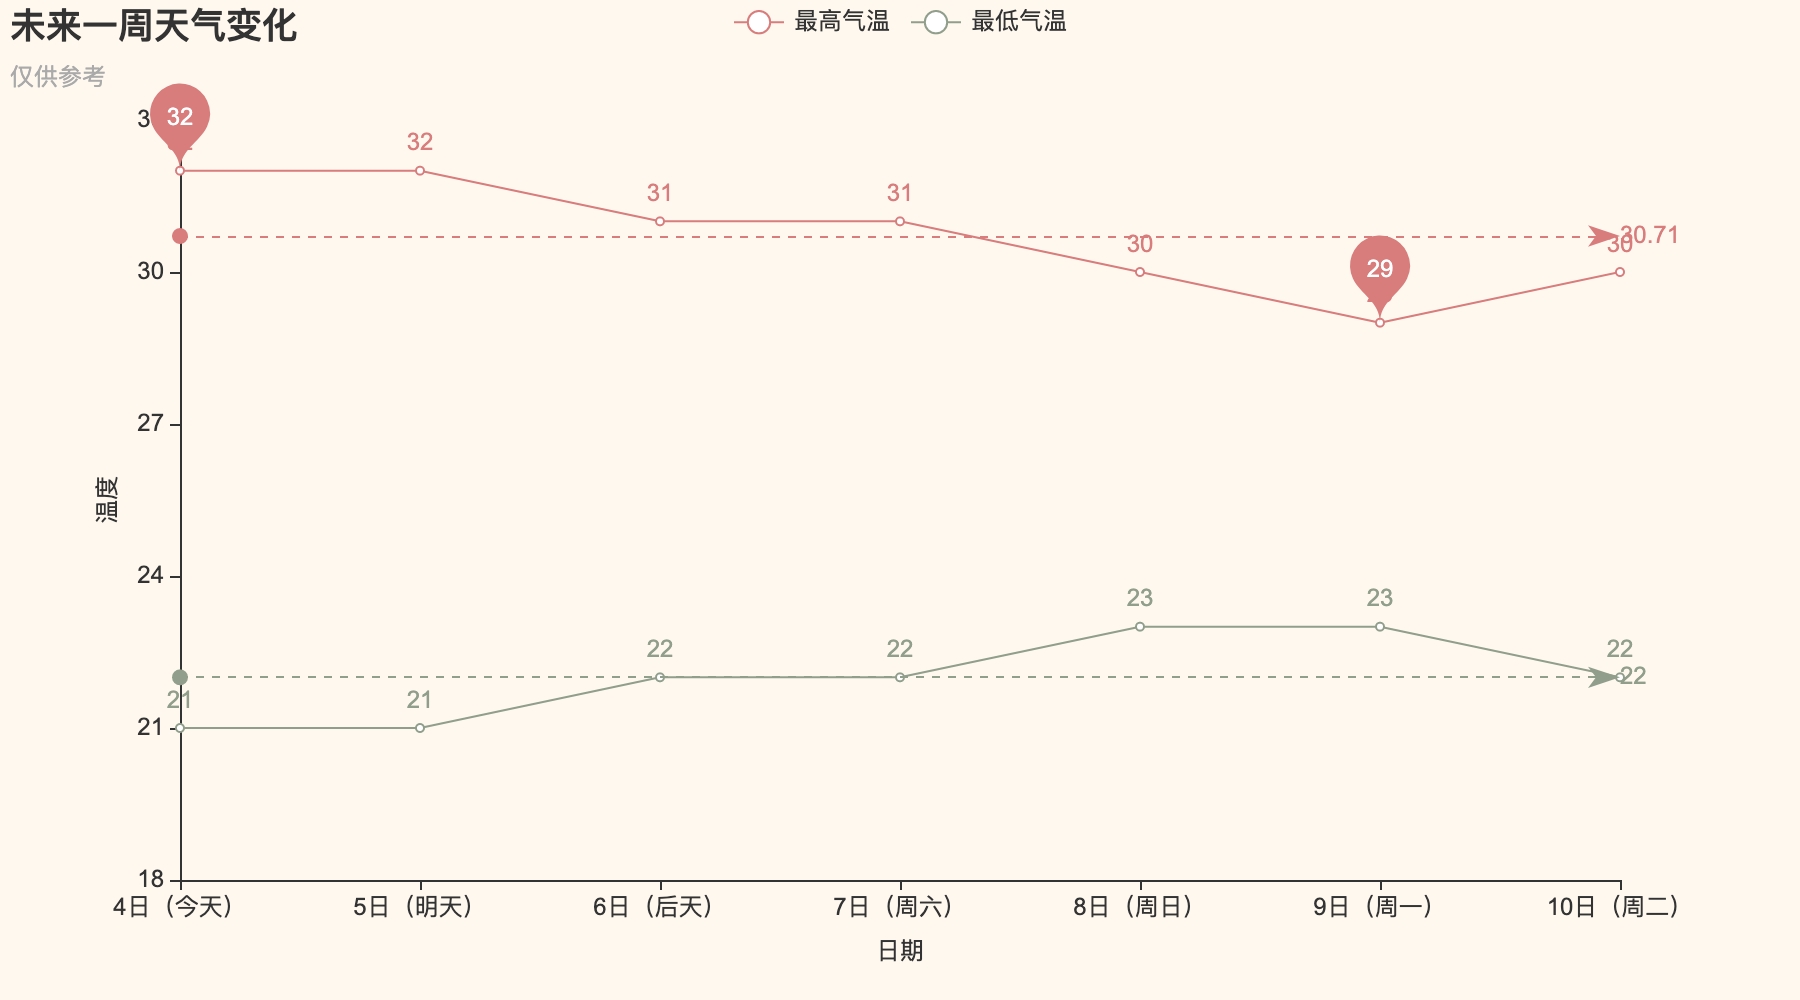 未来一周天气变化
仅供参考
最高气温 最低气温
32
32 31 31 30 29 30
30.71
30
27
24
21
18
温度
21 21 22 22 23 23 22
22
4日（今天） 5日（明天） 6日（后天） 7日（周六） 8日（周日） 9日（周一） 10日（周二）
日期